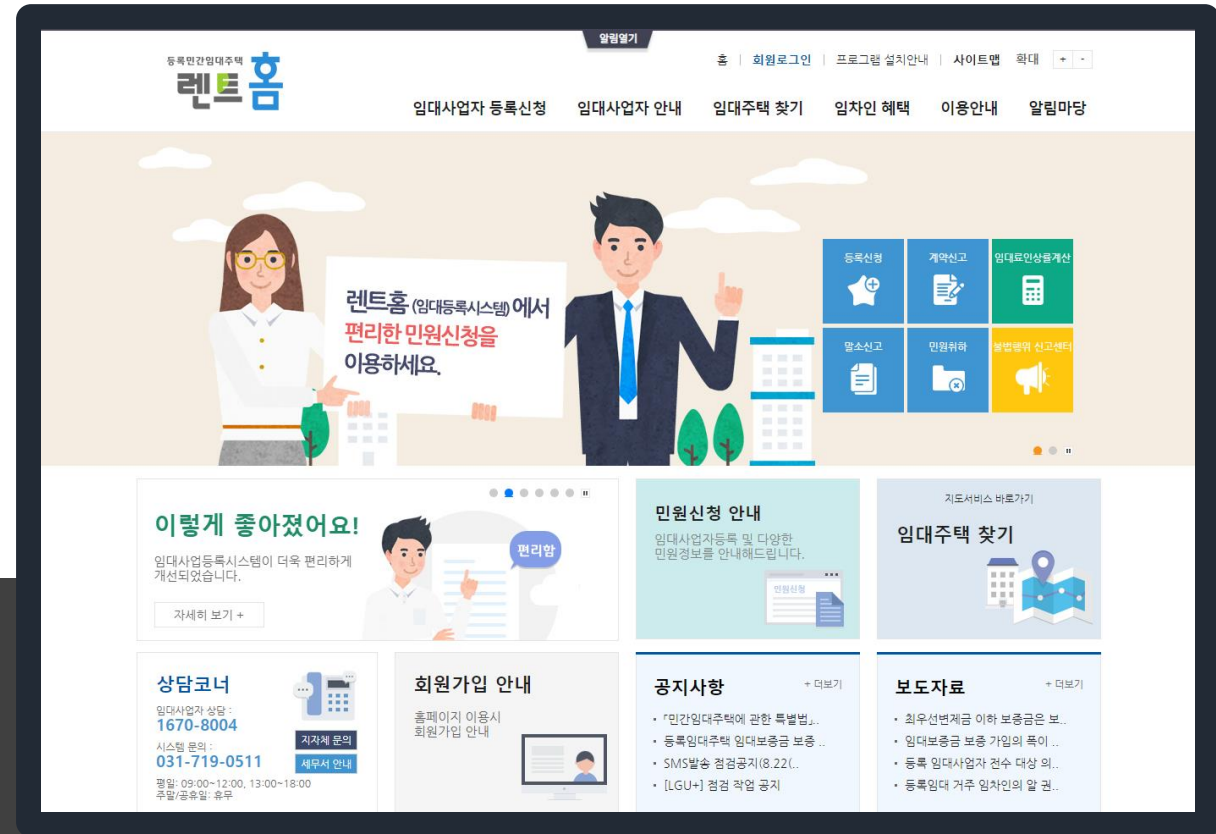 알림열기
등록민간임대주택
렌트홈
홈 | 회원로그인 | 프로그램 설치안내 | 사이트맵 확대 + -
임대사업자 등록신청 임대사업자 안내 임대주택 찾기 임차인 혜택 이용안내 알림마당
렌트홈 (임대등록시스템) 에서
편리한 민원신청을
이용하세요.
등록신청 계약신고 임대료인상률계산
말소신고 민원취하 불법행위 신고센터
이렇게 좋아졌어요!
임대사업등록시스템이 더욱 편리하게
개선되었습니다.
자세히 보기 +
편리함
민원신청 안내
임대사업자등록 및 다양한
민원정보를 안내해드립니다.
민원신청
지도서비스 바로가기
임대주택 찾기
상담코너
임대사업자 상담 :
1670-8004
시스템 문의 :
031-719-0511
지자체 문의
세무서 안내
평일: 09:00~12:00, 13:00~18:00
주말/공휴일: 휴무
회원가입 안내
홈페이지 이용시
회원가입 안내
공지사항 + 더보기
• 「민간임대주택에 관한 특별법」..
• 등록임대주택 임대보증금 보증 ..
• SMS발송 점검공지(8.22(..
• [LGU+] 점검 작업 공지
보도자료 + 더보기
• 최우선변제금 이하 보증금은 보..
• 임대보증금 보증 가입의 폭이 ..
• 등록 임대사업자 전수 대상 의..
• 등록임대 거주 임차인의 알 권..